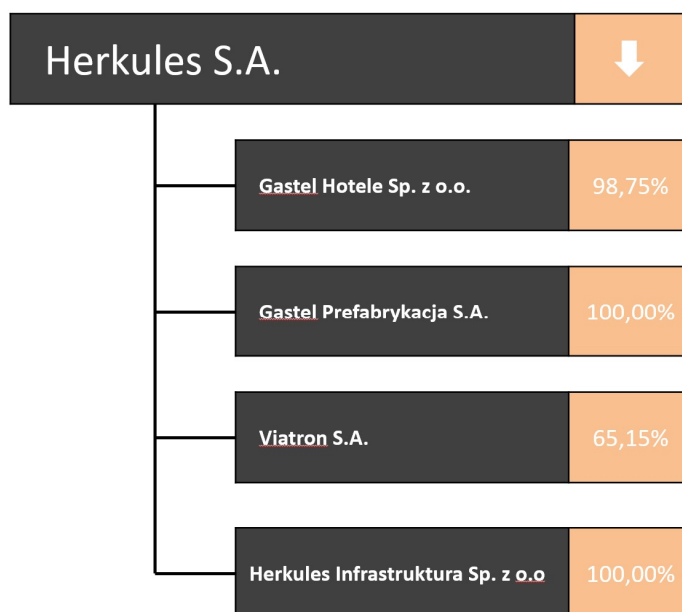 Herkules S.A.
Gastel Hotele Sp. z o.o.
98,75%
Gastel Prefabrykacja S.A.
100,00%
Viatron S.A.
65,15%
Herkules Infrastruktura Sp. z o.o
100,00%